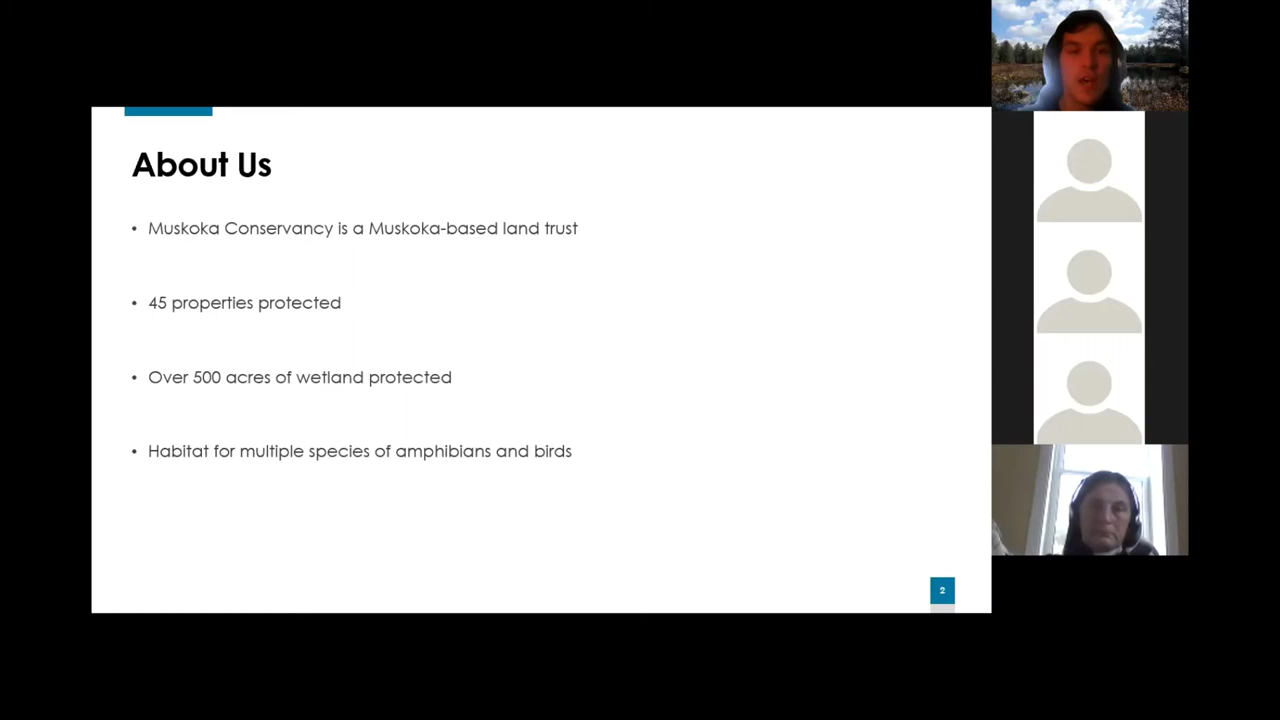 About Us
• Muskoka Conservancy is a Muskoka-based land trust
• 45 properties protected
• Over 500 acres of wetland protected
• Habitat for multiple species of amphibians and birds
2